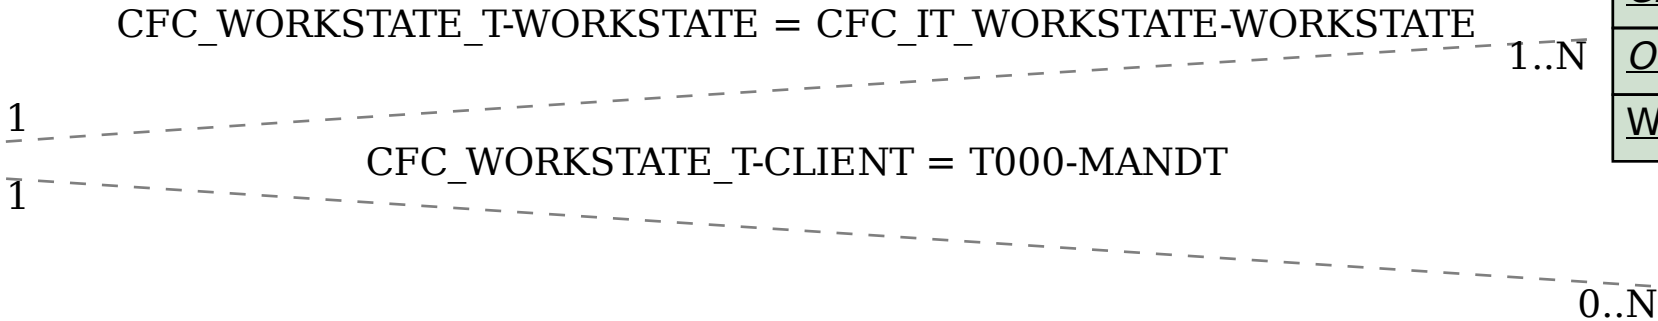 CFC_WORKSTATE_T-WORKSTATE = CFC_IT_WORKSTATE-WORKSTATE
1..N
1
CFC_WORKSTATE_T-CLIENT = T000-MANDT
1
0..N